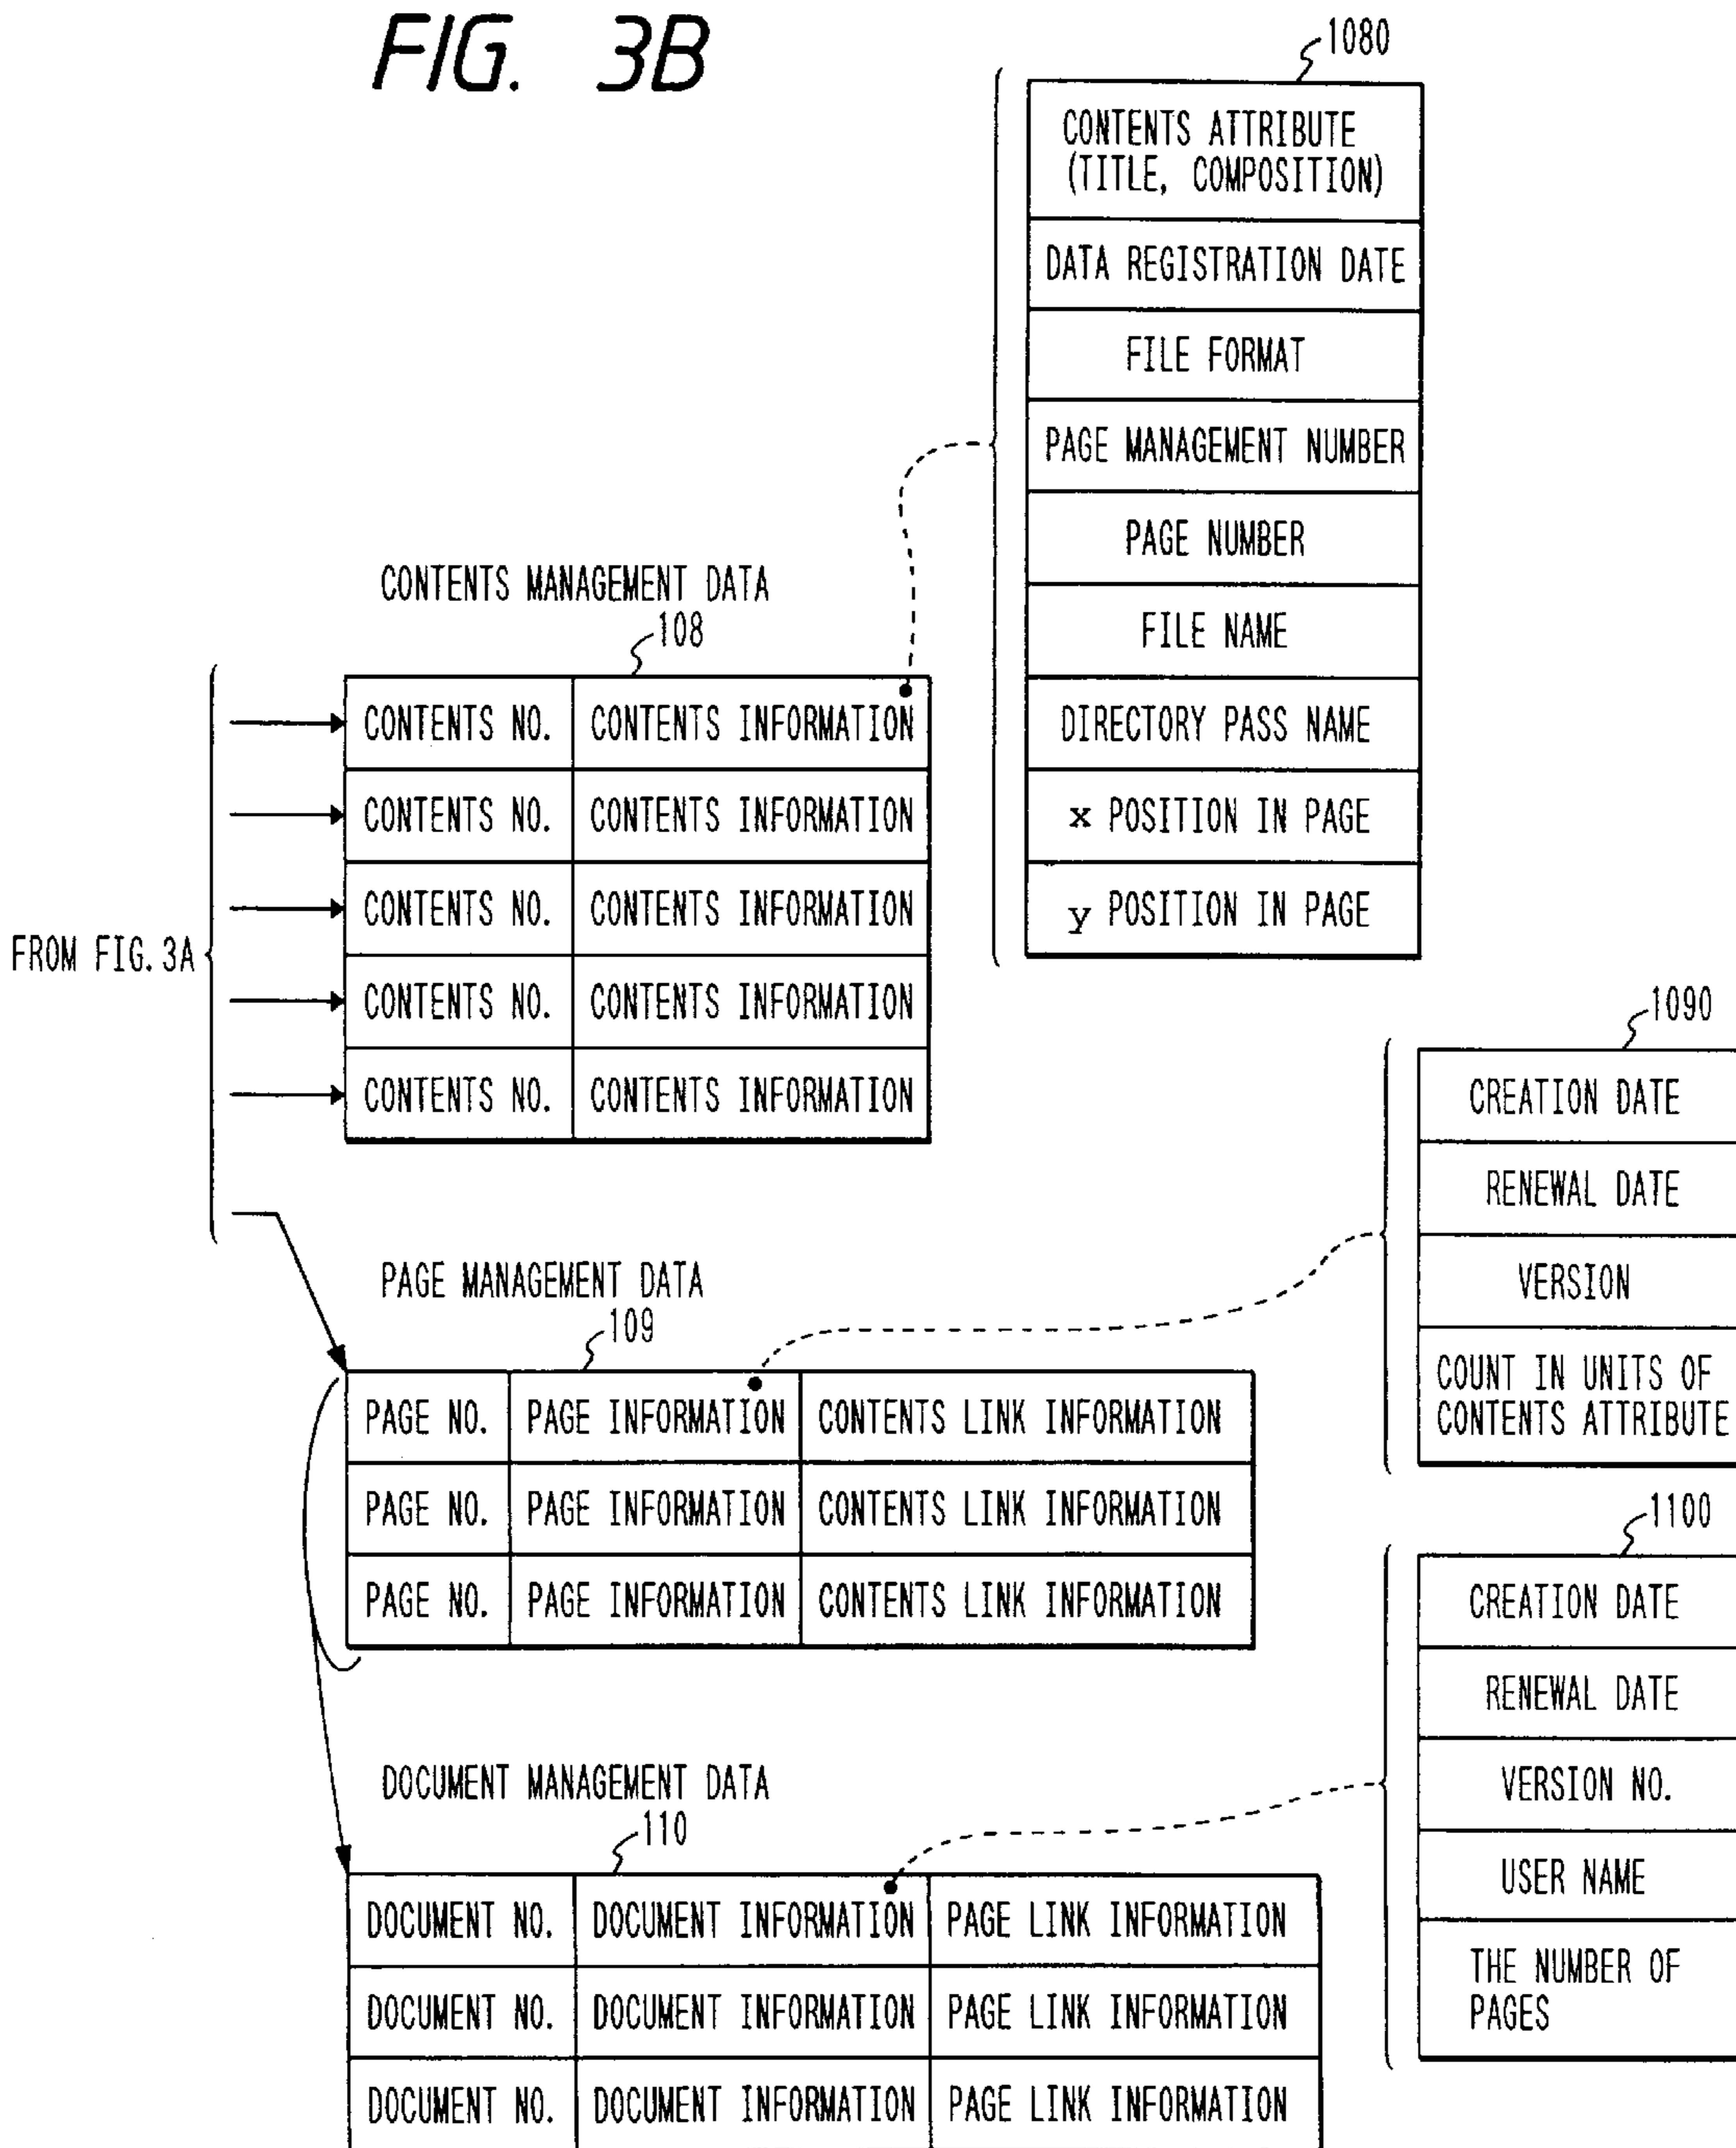 FIG. 3B
1080
CONTENTS ATTRIBUTE
(TITLE, COMPOSITION)
DATA REGISTRATION DATE
FILE FORMAT
PAGE MANAGEMENT NUMBER
PAGE NUMBER
FILE NAME
DIRECTORY PASS NAME
x POSITION IN PAGE
y POSITION IN PAGE
CONTENTS MANAGEMENT DATA
108
CONTENTS NO. CONTENTS INFORMATION
CONTENTS NO. CONTENTS INFORMATION
CONTENTS NO. CONTENTS INFORMATION
CONTENTS NO. CONTENTS INFORMATION
CONTENTS NO. CONTENTS INFORMATION
FROM FIG. 3A
1090
CREATION DATE
RENEWAL DATE
VERSION
COUNT IN UNITS OF
CONTENTS ATTRIBUTE
PAGE MANAGEMENT DATA
109
PAGE NO. PAGE INFORMATION CONTENTS LINK INFORMATION
PAGE NO. PAGE INFORMATION CONTENTS LINK INFORMATION
PAGE NO. PAGE INFORMATION CONTENTS LINK INFORMATION
1100
CREATION DATE
RENEWAL DATE
VERSION NO.
USER NAME
THE NUMBER OF
PAGES
DOCUMENT MANAGEMENT DATA
110
DOCUMENT NO. DOCUMENT INFORMATION PAGE LINK INFORMATION
DOCUMENT NO. DOCUMENT INFORMATION PAGE LINK INFORMATION
DOCUMENT NO. DOCUMENT INFORMATION PAGE LINK INFORMATION